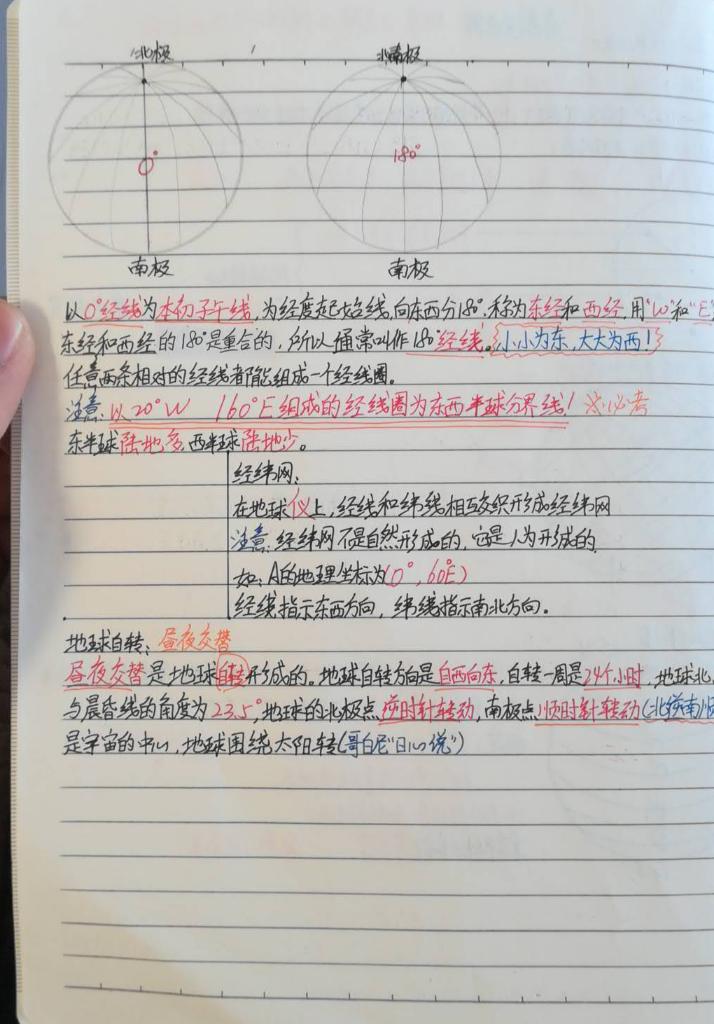 北极
北南极
0°
180°
南极
南极
以0°经线为本初子午线,为经度起始线,向东西分180°,称为东经和西经,用"W"和"E"
东经和西经的180°是重合的,所以通常叫作180°经线。小小为东,大大为西!
任意两条相对的经线都能组成一个经线圈。
注意:以20°W 160°E组成的经线圈为东西半球分界线! ※必考
东半球陆地多,西半球陆地少。
经纬网:
在地球仪上,经线和纬线相互交织形成经纬网
注意:经纬网不是自然形成的,它是人为形成的
如:A的地理坐标为(0°,60°E)
经线指示东西方向,纬线指示南北方向。
地球自转:昼夜交替
昼夜交替是地球自转形成的。地球自转方向是自西向东,自转一周是24个小时,地球北
与晨昏线的角度为23.5°,地球的北极点逆时针转动,南极点顺时针转动(北逆南顺
是宇宙的中心,地球围绕太阳转(哥白尼"日心说")